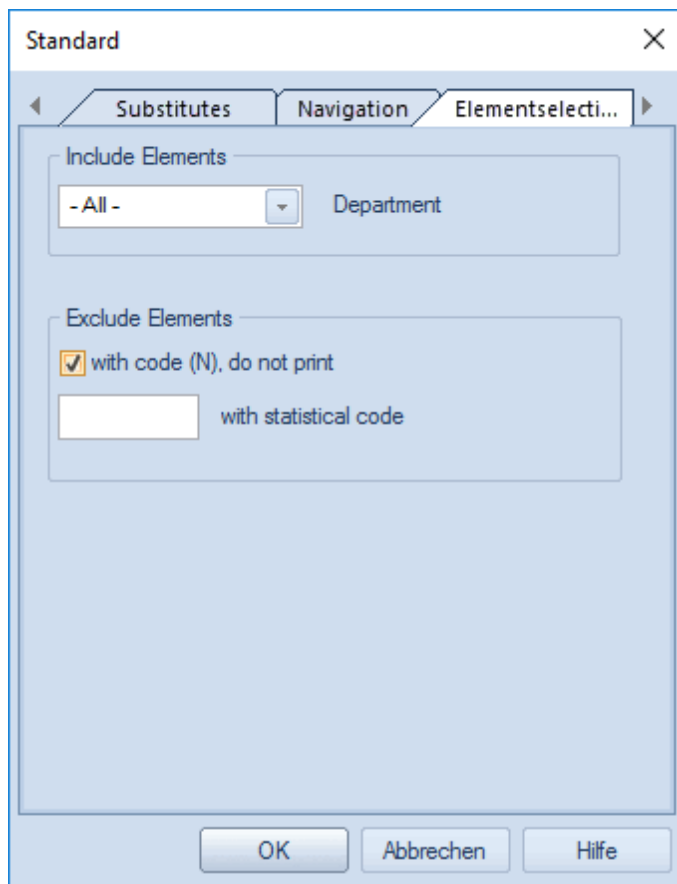 Standard
Substitutes Navigation Elementselecti...
Include Elements
- All - Department
Exclude Elements
with code (N), do not print
with statistical code
OK Abbrechen Hilfe